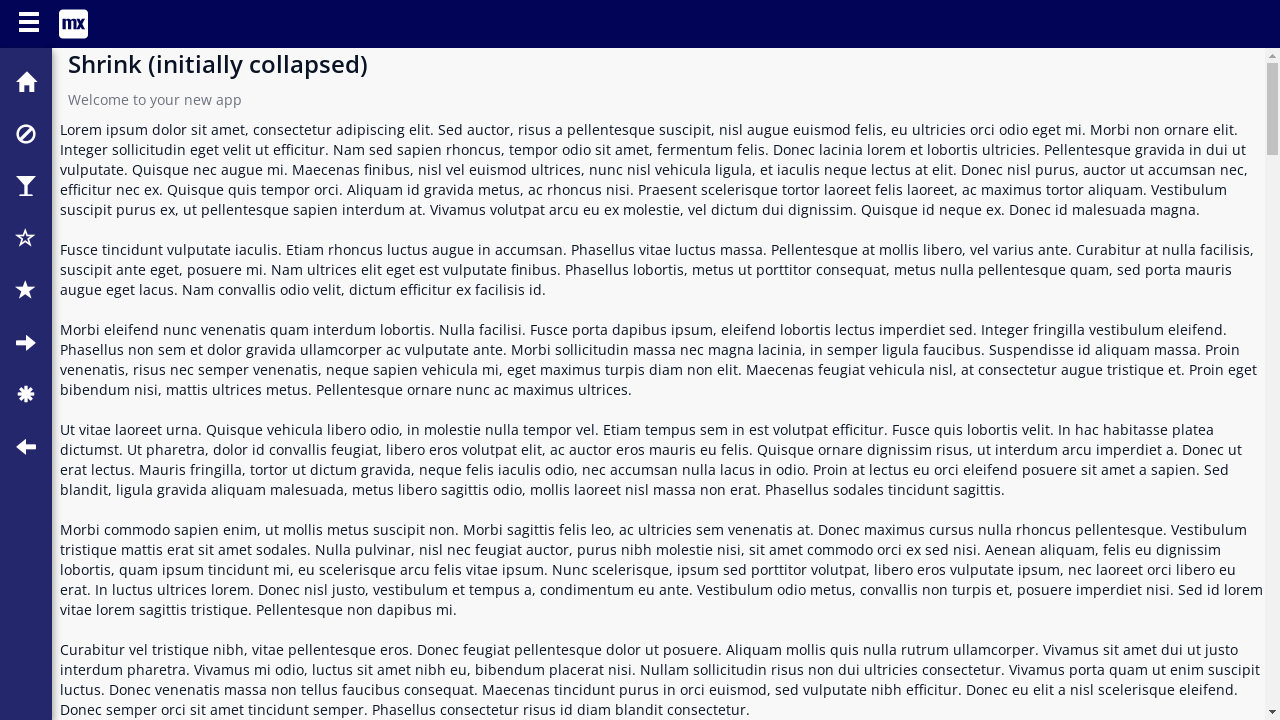 mx
Shrink (initially collapsed)
Welcome to your new app
Lorem ipsum dolor sit amet, consectetur adipiscing elit. Sed auctor, risus a pellentesque suscipit, nisl augue euismod felis, eu ultricies orci odio eget mi. Morbi non ornare elit.
Integer sollicitudin eget velit ut efficitur. Nam sed sapien rhoncus, tempor odio sit amet, fermentum felis. Donec lacinia lorem et lobortis ultricies. Pellentesque gravida in dui ut
vulputate. Quisque nec augue mi. Maecenas finibus, nisl vel euismod ultrices, nunc nisl vehicula ligula, et iaculis neque lectus at elit. Donec nisl purus, auctor ut accumsan nec,
efficitur nec ex. Quisque quis tempor orci. Aliquam id gravida metus, ac rhoncus nisi. Praesent scelerisque tortor laoreet felis laoreet, ac maximus tortor aliquam. Vestibulum
suscipit purus ex, ut pellentesque sapien interdum at. Vivamus volutpat arcu eu ex molestie, vel dictum dui dignissim. Quisque id neque ex. Donec id malesuada magna.
Fusce tincidunt vulputate iaculis. Etiam rhoncus luctus augue in accumsan. Phasellus vitae luctus massa. Pellentesque at mollis libero, vel varius ante. Curabitur at nulla facilisis,
suscipit ante eget, posuere mi. Nam ultrices elit eget est vulputate finibus. Phasellus lobortis, metus ut porttitor consequat, metus nulla pellentesque quam, sed porta mauris
augue eget lacus. Nam convallis odio velit, dictum efficitur ex facilisis id.
Morbi eleifend nunc venenatis quam interdum lobortis. Nulla facilisi. Fusce porta dapibus ipsum, eleifend lobortis lectus imperdiet sed. Integer fringilla vestibulum eleifend.
Phasellus non sem et dolor gravida ullamcorper ac vulputate ante. Morbi sollicitudin massa nec magna lacinia, in semper ligula faucibus. Suspendisse id aliquam massa. Proin
venenatis, risus nec semper venenatis, neque sapien vehicula mi, eget maximus turpis diam non elit. Maecenas feugiat vehicula nisl, at consectetur augue tristique et. Proin eget
bibendum nisi, mattis ultrices metus. Pellentesque ornare nunc ac maximus ultrices.
Ut vitae laoreet urna. Quisque vehicula libero odio, in molestie nulla tempor vel. Etiam tempus sem in est volutpat efficitur. Fusce quis lobortis velit. In hac habitasse platea
dictumst. Ut pharetra, dolor id convallis feugiat, libero eros volutpat elit, ac auctor eros mauris eu felis. Quisque ornare dignissim risus, ut interdum arcu imperdiet a. Donec ut
erat lectus. Mauris fringilla, tortor ut dictum gravida, neque felis iaculis odio, nec accumsan nulla lacus in odio. Proin at lectus eu orci eleifend posuere sit amet a sapien. Sed
blandit, ligula gravida aliquam malesuada, metus libero sagittis odio, mollis laoreet nisl massa non erat. Phasellus sodales tincidunt sagittis.
Morbi commodo sapien enim, ut mollis metus suscipit non. Morbi sagittis felis leo, ac ultricies sem venenatis at. Donec maximus cursus nulla rhoncus pellentesque. Vestibulum
tristique mattis erat sit amet sodales. Nulla pulvinar, nisl nec feugiat auctor, purus nibh molestie nisi, sit amet commodo orci ex sed nisi. Aenean aliquam, felis eu dignissim
lobortis, quam ipsum tincidunt mi, eu scelerisque arcu felis vitae ipsum. Nunc scelerisque, ipsum sed porttitor volutpat, libero eros vulputate ipsum, nec laoreet orci libero eu
erat. In luctus ultrices lorem. Donec nisl justo, vestibulum et tempus a, condimentum eu ante. Vestibulum odio metus, convallis non turpis et, posuere imperdiet nisi. Sed id lorem
vitae lorem sagittis tristique. Pellentesque non dapibus mi.
Curabitur vel tristique nibh, vitae pellentesque eros. Donec feugiat pellentesque dolor ut posuere. Aliquam mollis quis nulla rutrum ullamcorper. Vivamus sit amet dui ut justo
interdum pharetra. Vivamus mi odio, luctus sit amet nibh eu, bibendum placerat nisi. Nullam sollicitudin risus non dui ultricies consectetur. Vivamus porta quam ut enim suscipit
luctus. Donec venenatis massa non tellus faucibus consequat. Maecenas tincidunt purus in orci euismod, sed vulputate nibh efficitur. Donec eu elit a nisl scelerisque eleifend.
Donec semper orci sit amet tincidunt semper. Phasellus consectetur risus id diam blandit consectetur.